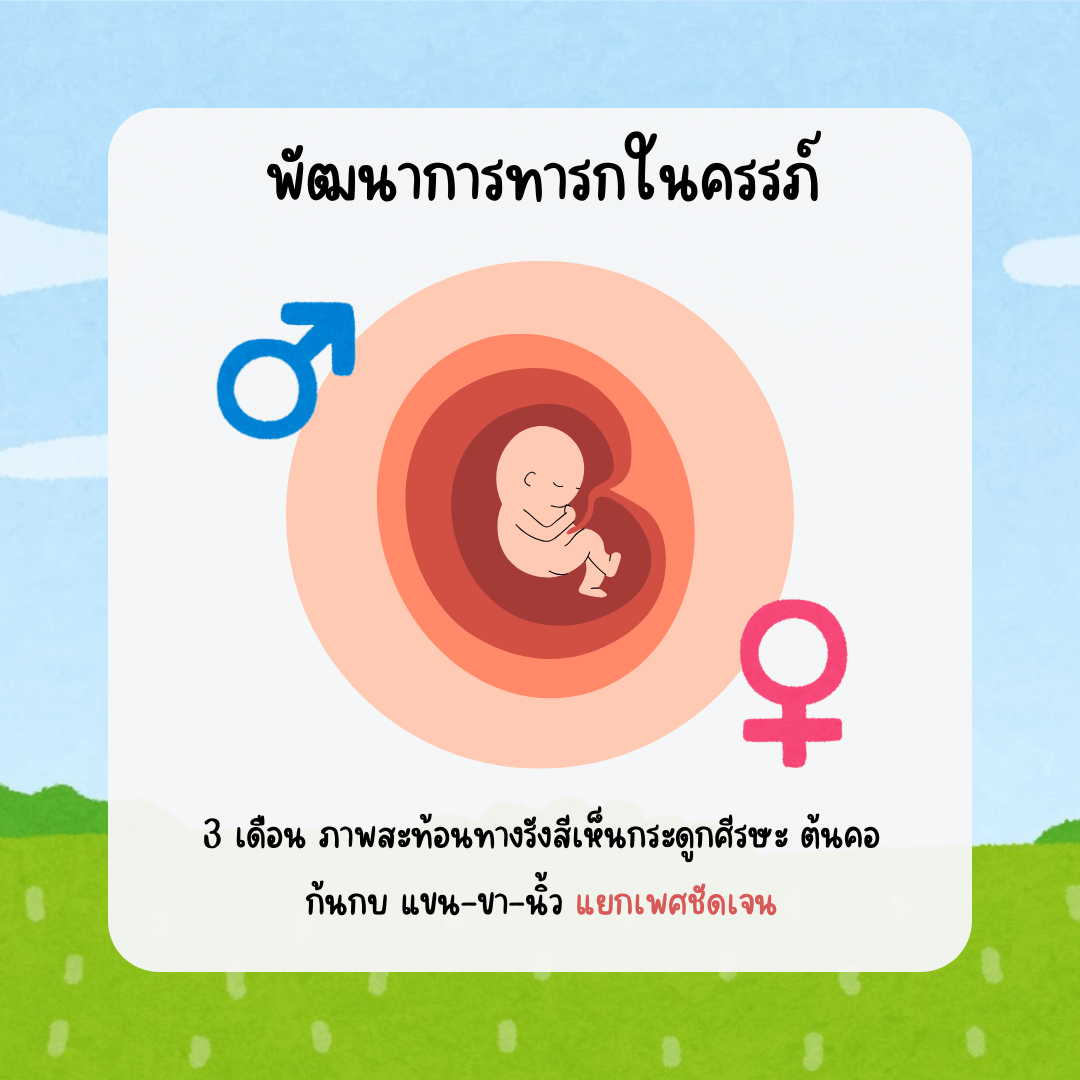 พัฒนาการทารกในครรภ์
3 เดือน ภาพสะท้อนทางรังสีเห็นกระดูกศีรษะ ต้นคอ
ก้นกบ แขน-ขา-นิ้ว แยกเพศชัดเจน